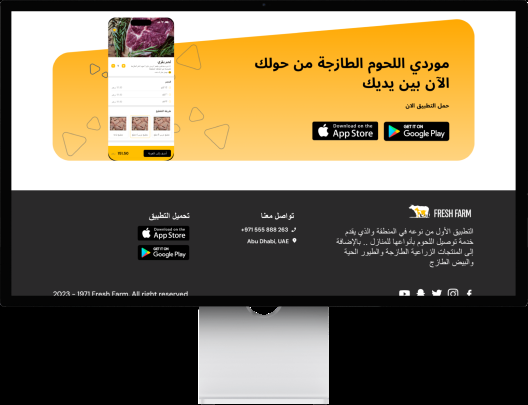 موردي اللحوم الطازجة من حولك
الآن بين يديك
حمل التطبيق الان
Download on the
App Store
GET IT ON
Google Play
FRESH FARM
التطبيق الأول من نوعه في المنطقة والذي يقدم
خدمة توصيل اللحوم بأنواعها للمنازل .. بالإضافة
إلى المنتجات الزراعية الطازجة والطيور الحية
والبيض الطازج
تواصل معنا
+971 555 888 263
Abu Dhabi, UAE
تحميل التطبيق
Download on the
App Store
GET IT ON
Google Play
2023 - 1971 Fresh Farm. All right reserved